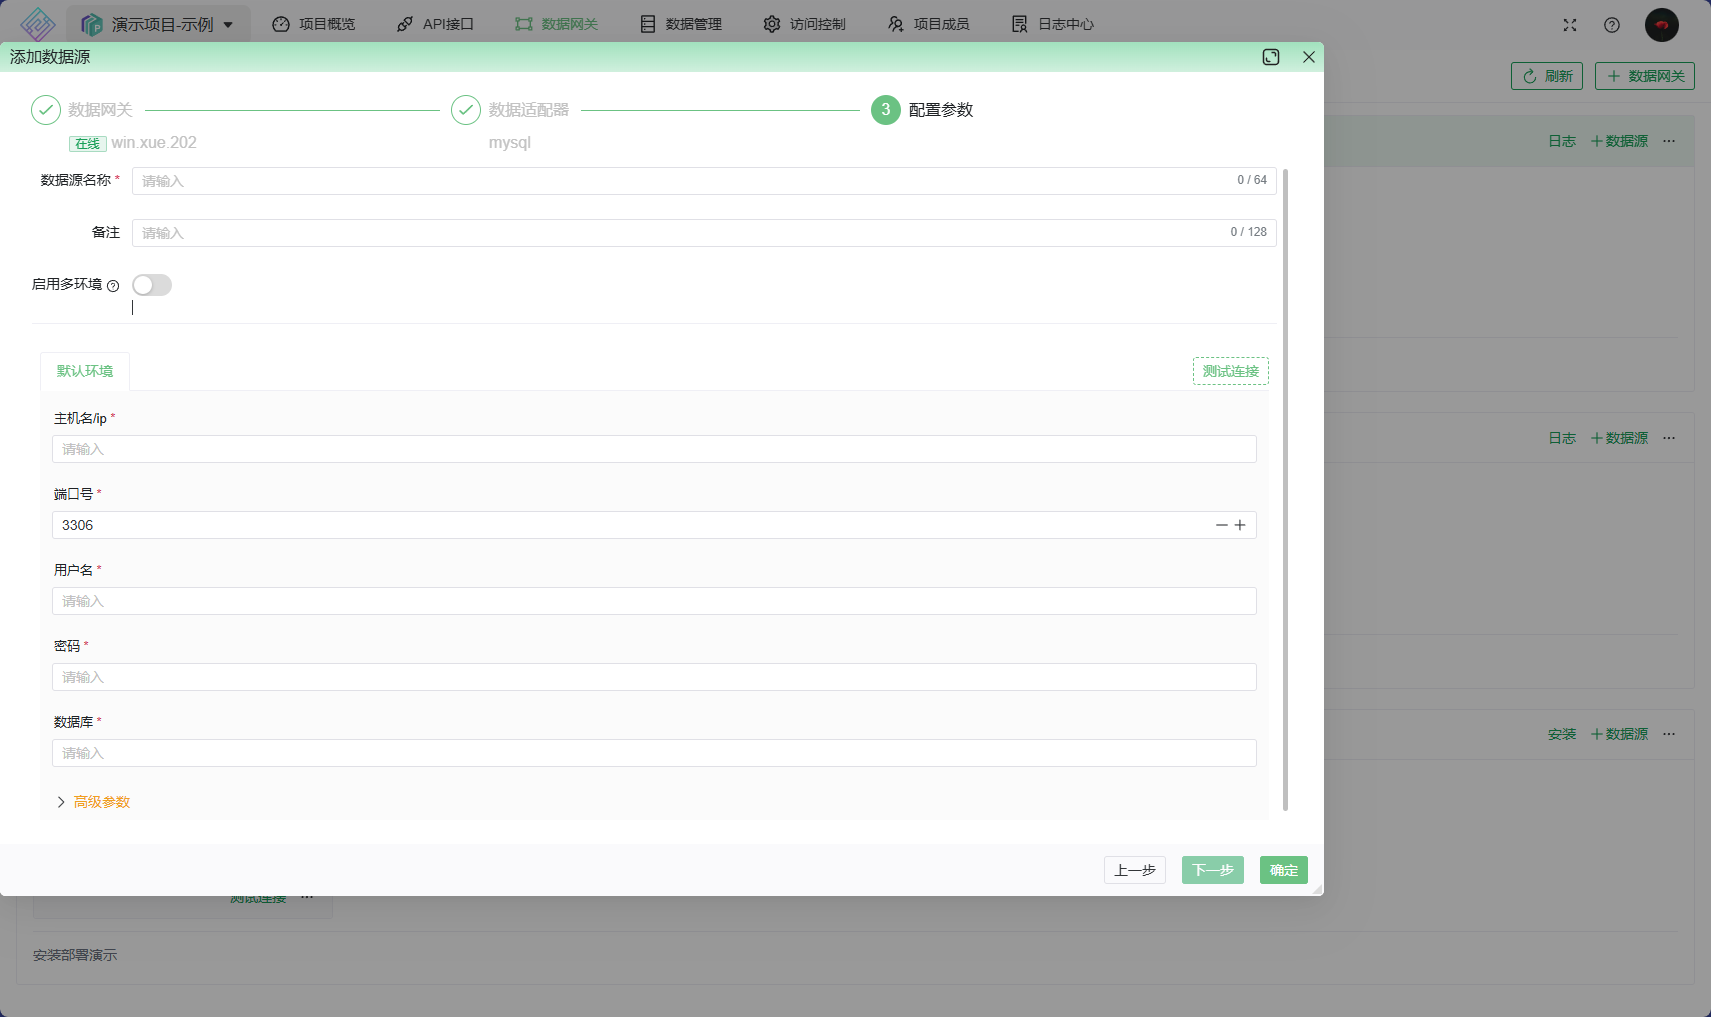 演示项目-示例 项目概览 API接口 数据网关 数据管理 访问控制 项目成员 日志中心
添加数据源
刷新 数据网关
数据网关 数据适配器 3 配置参数
在线 win.xue.202 mysql
日志 数据源
数据源名称 * 请输入 0 / 64
备注 请输入 0 / 128
启用多环境
默认环境 测试连接
主机名/ip *
请输入
日志 数据源
端口号 *
3306
用户名 *
请输入
密码 *
请输入
数据库 *
安装 数据源
请输入
高级参数
上一步 下一步 确定
测试连接
安装部署演示